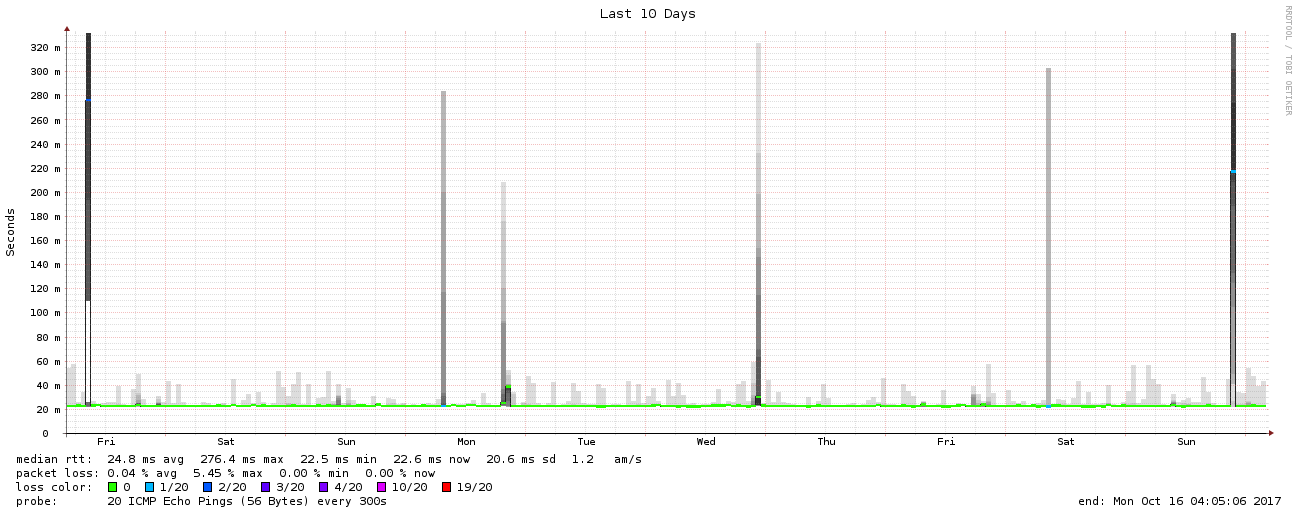 Last 10 Days
RRDTOOL / TOBI OETIKER
Seconds
320 m
300 m
280 m
260 m
240 m
220 m
200 m
180 m
160 m
140 m
120 m
100 m
80 m
60 m
40 m
20 m
0
Fri Sat Sun Mon Tue Wed Thu Fri Sat Sun
median rtt: 24.8 ms avg 276.4 ms max 22.5 ms min 22.6 ms now 20.6 ms sd 1.2 am/s
packet loss: 0.04 % avg 5.45 % max 0.00 % min 0.00 % now
loss color: 0 1/20 2/20 3/20 4/20 10/20 19/20
probe: 20 ICMP Echo Pings (56 Bytes) every 300s end: Mon Oct 16 04:05:06 2017